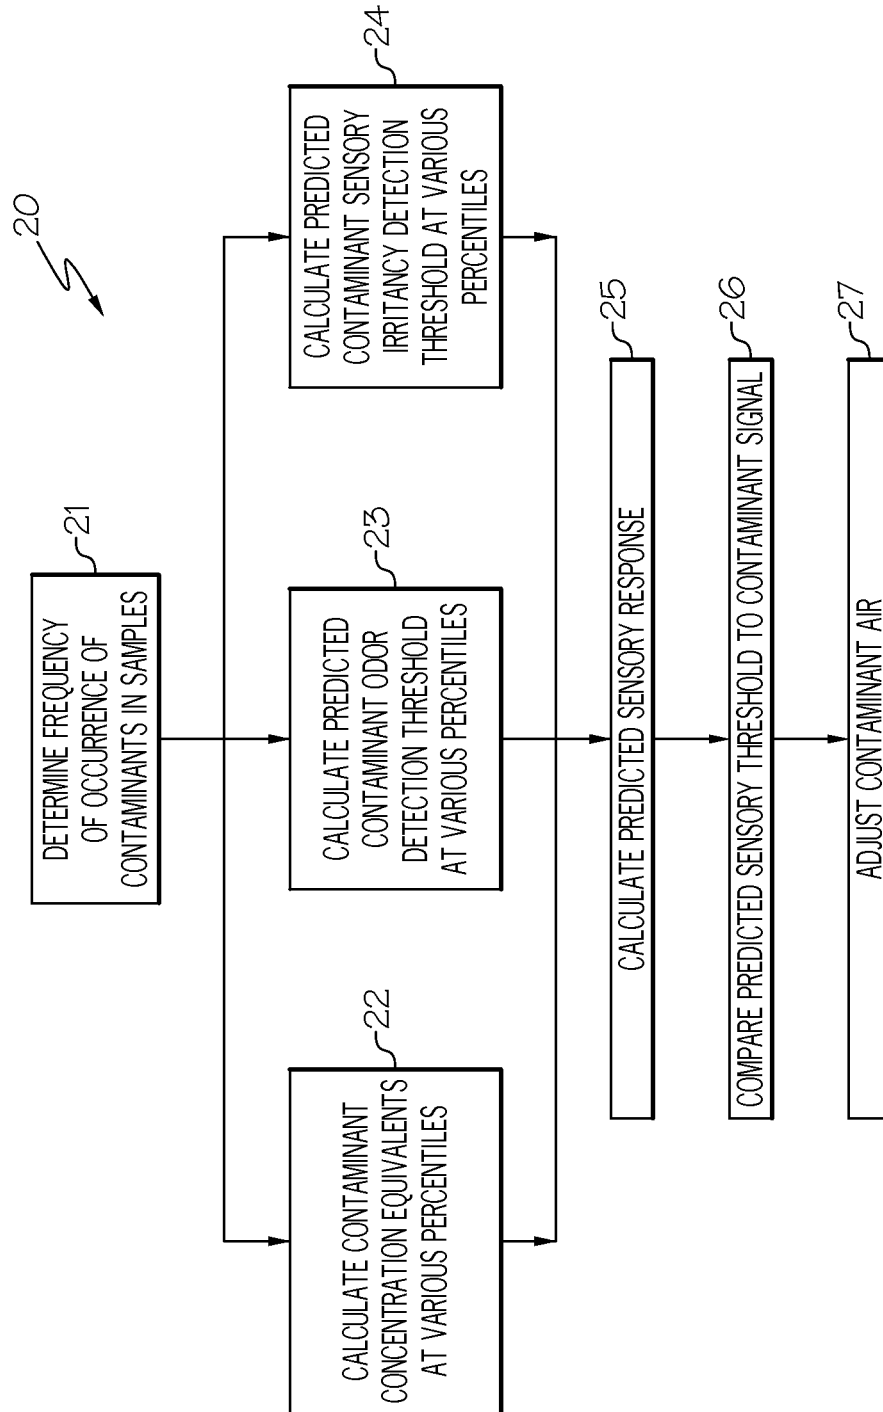 20
DETERMINE FREQUENCY
OF OCCURRENCE OF
CONTAMINANTS IN SAMPLES
21
CALCULATE CONTAMINANT
CONCENTRATION EQUIVALENTS
AT VARIOUS PERCENTILES
22
CALCULATE PREDICTED
CONTAMINANT ODOR
DETECTION THRESHOLD
AT VARIOUS PERCENTILES
23
CALCULATE PREDICTED
CONTAMINANT SENSORY
IRRITANCY DETECTION
THRESHOLD AT VARIOUS
PERCENTILES
24
CALCULATE PREDICTED SENSORY RESPONSE
25
COMPARE PREDICTED SENSORY THRESHOLD TO CONTAMINANT SIGNAL
26
ADJUST CONTAMINANT AIR
27